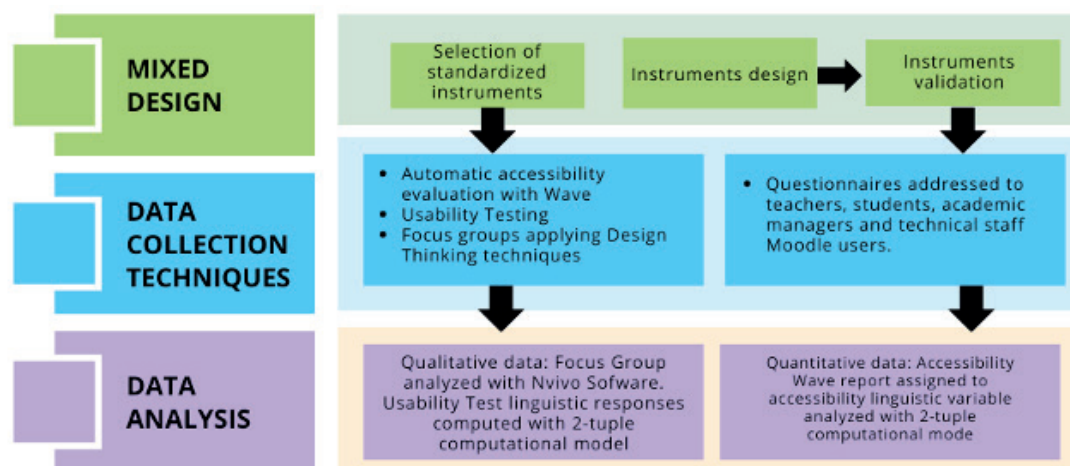 MIXED
DESIGN
Selection of
standardized
instruments
Instruments design
Instruments
validation
DATA
COLLECTION
TECHNIQUES
• Automatic accessibility
evaluation with Wave
• Usability Testing
• Focus groups applying Design
Thinking techniques
• Questionnaires addressed to
teachers, students, academic
managers and technical staff
Moodle users.
DATA
ANALYSIS
Qualitative data: Focus Group
analyzed with Nvivo Sofware.
Usability Test linguistic responses
computed with 2-tuple
computational model
Quantitative data: Accessibility
Wave report assigned to
accessibility linguistic variable
analyzed with 2-tuple
computational mode